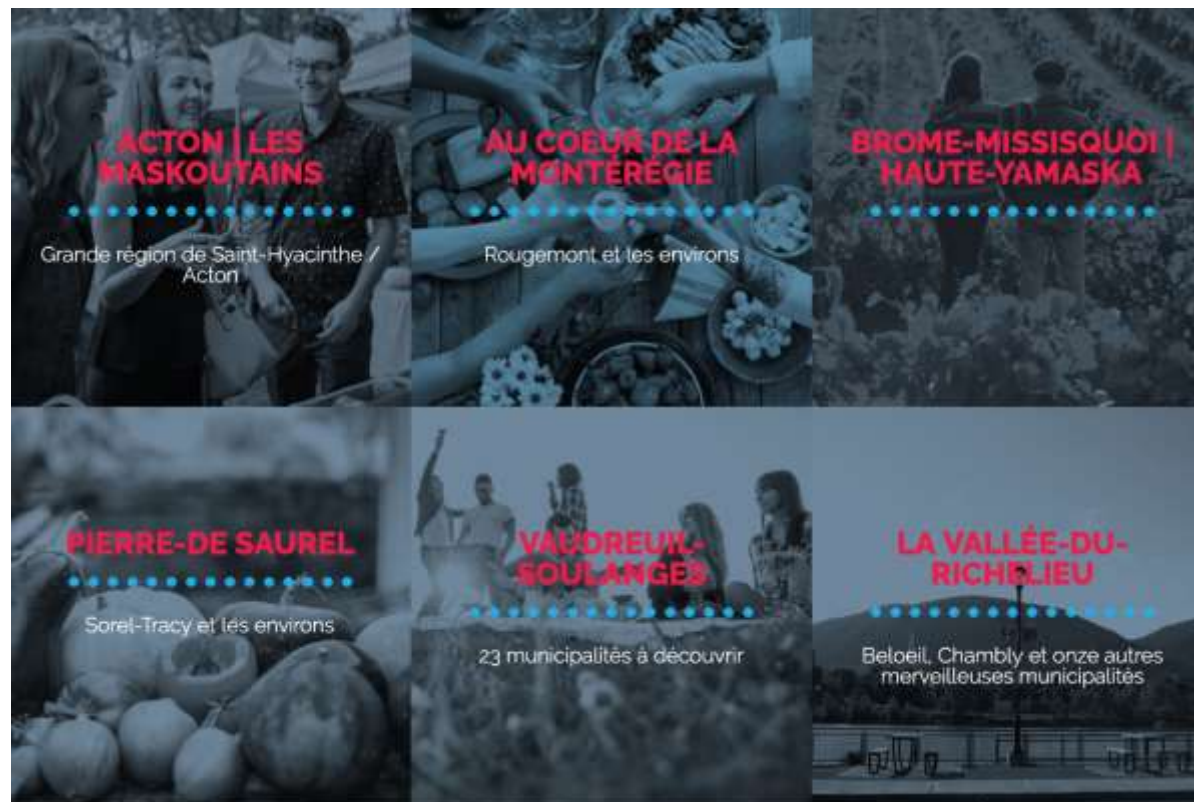 ACTON | LES
MASKOUTAINS
Grande région de Saint-Hyacinthe /
Acton
AU COEUR DE LA
MONTÉRÉGIE
Rougemont et les environs
BROME-MISSISQUOI |
HAUTE-YAMASKA
PIERRE-DE SAUREL
Sorel-Tracy et les environs
VAUDREUIL-
SOULANGES
23 municipalités à découvrir
LA VALLÉE-DU-
RICHELIEU
Beloeil, Chambly et onze autres
merveilleuses municipalités